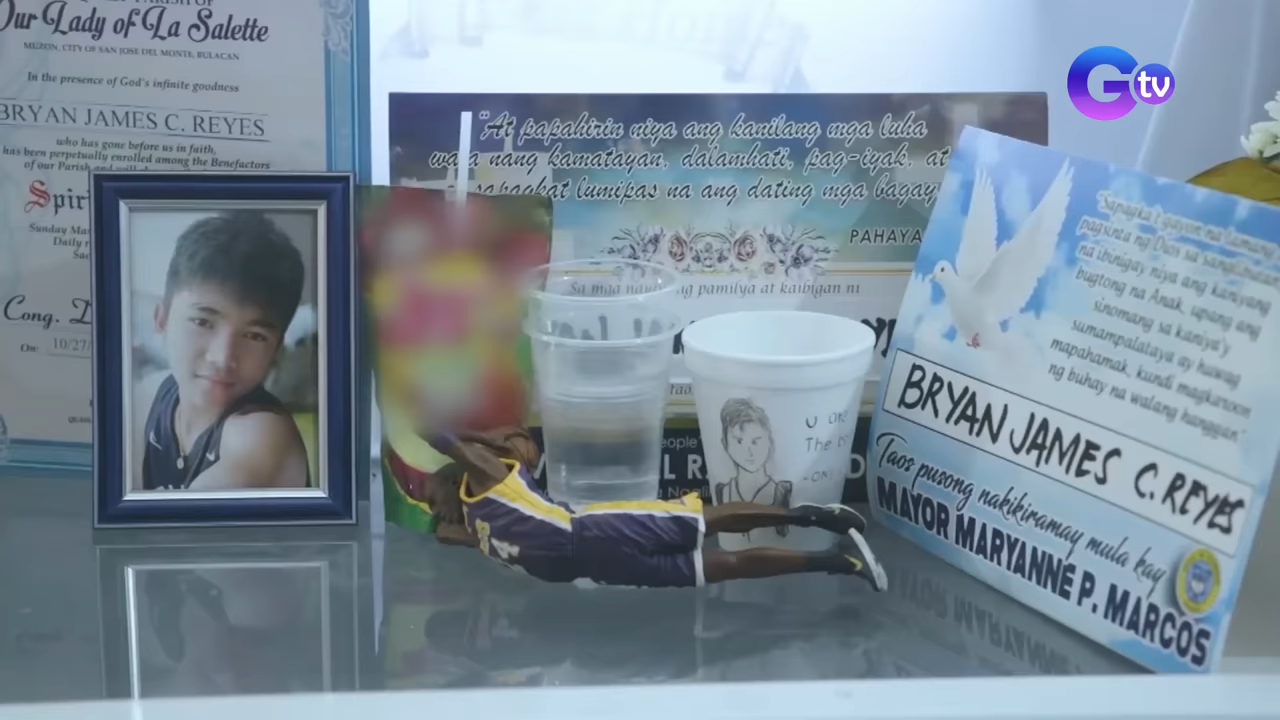 Our Lady of La Salette
MUZON, CITY OF SAN JOSE DEL MONTE, BULACAN
In the presence of God's infinite goodness
BRYAN JAMES C. REYES
who has gone before us in faith,
has been perpetually enrolled among the Benefactors
of our Parish and
Spir
Sunday
Daily
Cong.
On: 10/27/
"At papahirin niya ang kanilang mga luha
wala nang kamatayan, dalamhati, pag-iyak, at
sapagkat lumipas na ang dating mga bagay
PAHAYA
Sa mga pamilya at kaibigan ni
U are
The
"Sapagka't gayon na lamang
pagsinta ng Dios sa sanglibutan
na ibinigay niya ang kaniyang
bugtong na Anak, upang ang
sinomang sa kaniya'y
sumampalataya ay huwag
mapahamak, kundi magkaroon
ng buhay na walang hanggan"
BRYAN JAMES C. REYES
Taos pusong nakikiramay mula kay
MAYOR MARYANNE P. MARCOS
4
Gtv